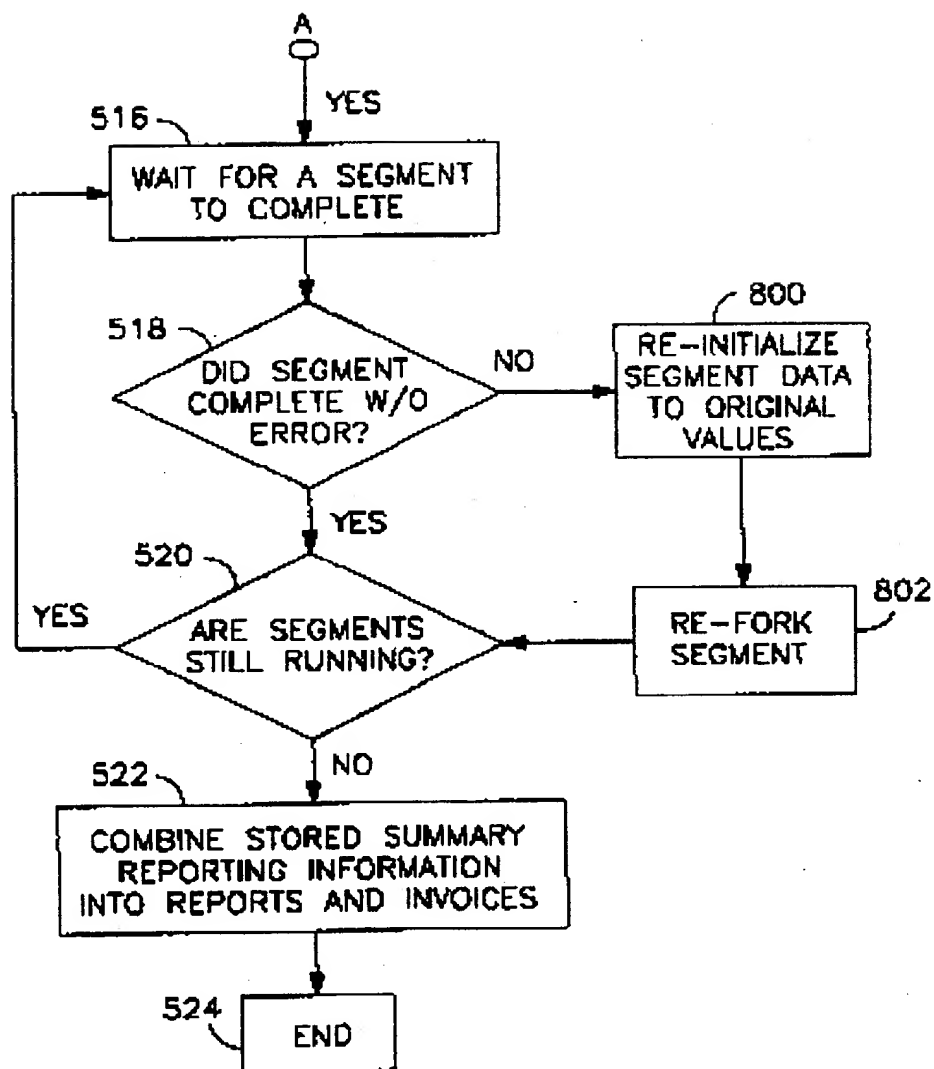 A
YES
516
WAIT FOR A SEGMENT
TO COMPLETE
518
DID SEGMENT
COMPLETE W/O
ERROR?
NO
800
RE-INITIALIZE
SEGMENT DATA
TO ORIGINAL
VALUES
YES
520
YES
ARE SEGMENTS
STILL RUNNING?
802
RE-FORK
SEGMENT
NO
522
COMBINE STORED SUMMARY
REPORTING INFORMATION
INTO REPORTS AND INVOICES
524
END